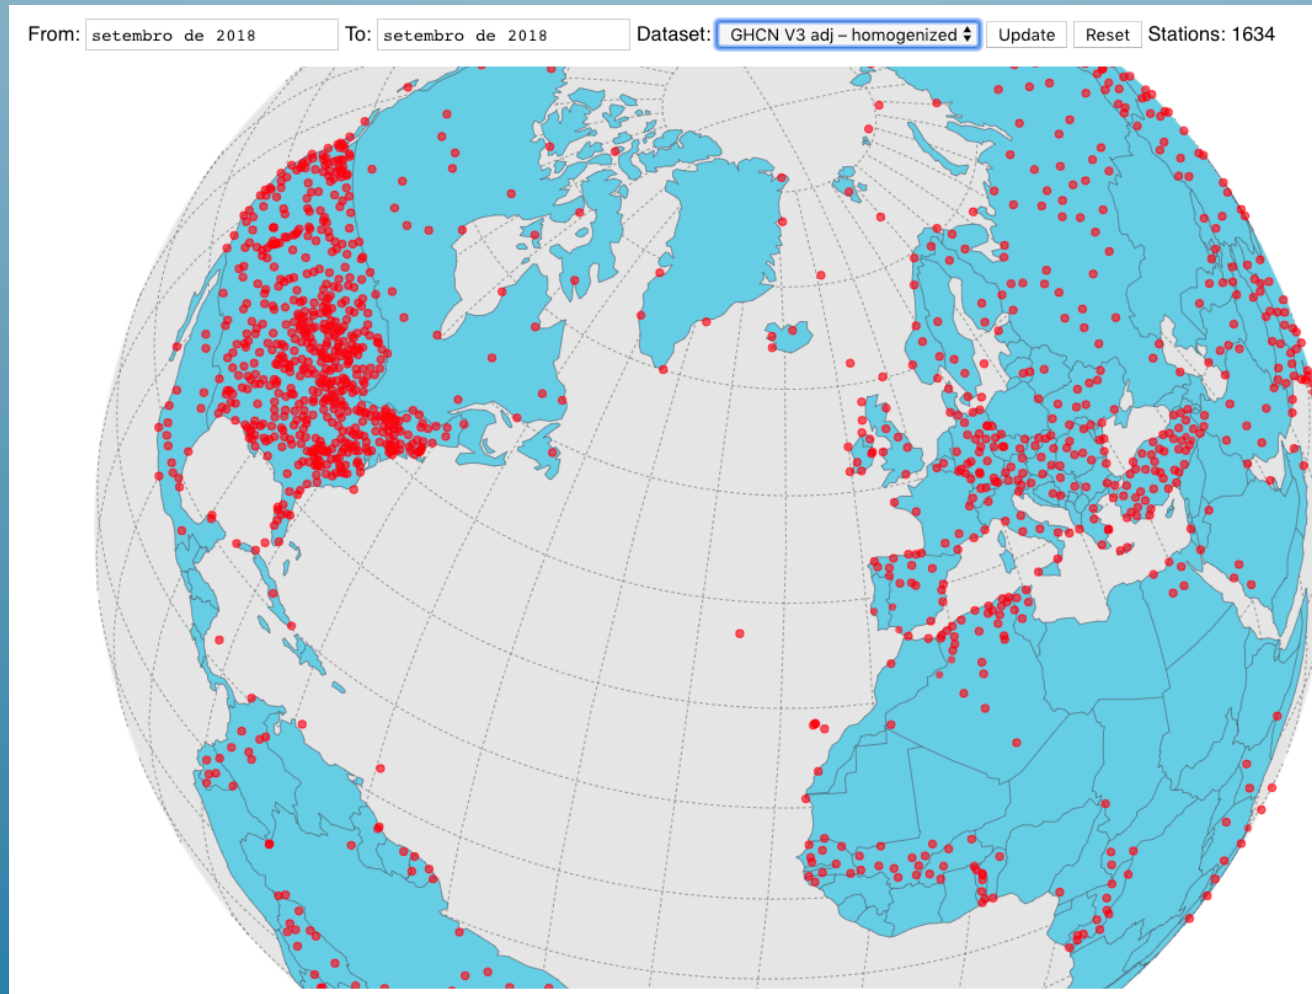 From: setembro de 2018 To: setembro de 2018 Dataset: GHCN V3 adj – homogenized Update Reset Stations: 1634